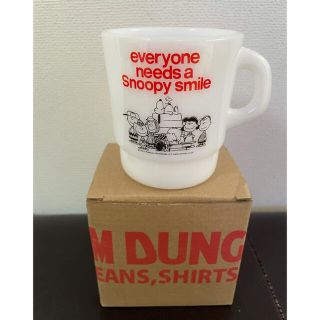 everyone
needs a
Snoopy smile
M DUNG
EANS, SHIRTS